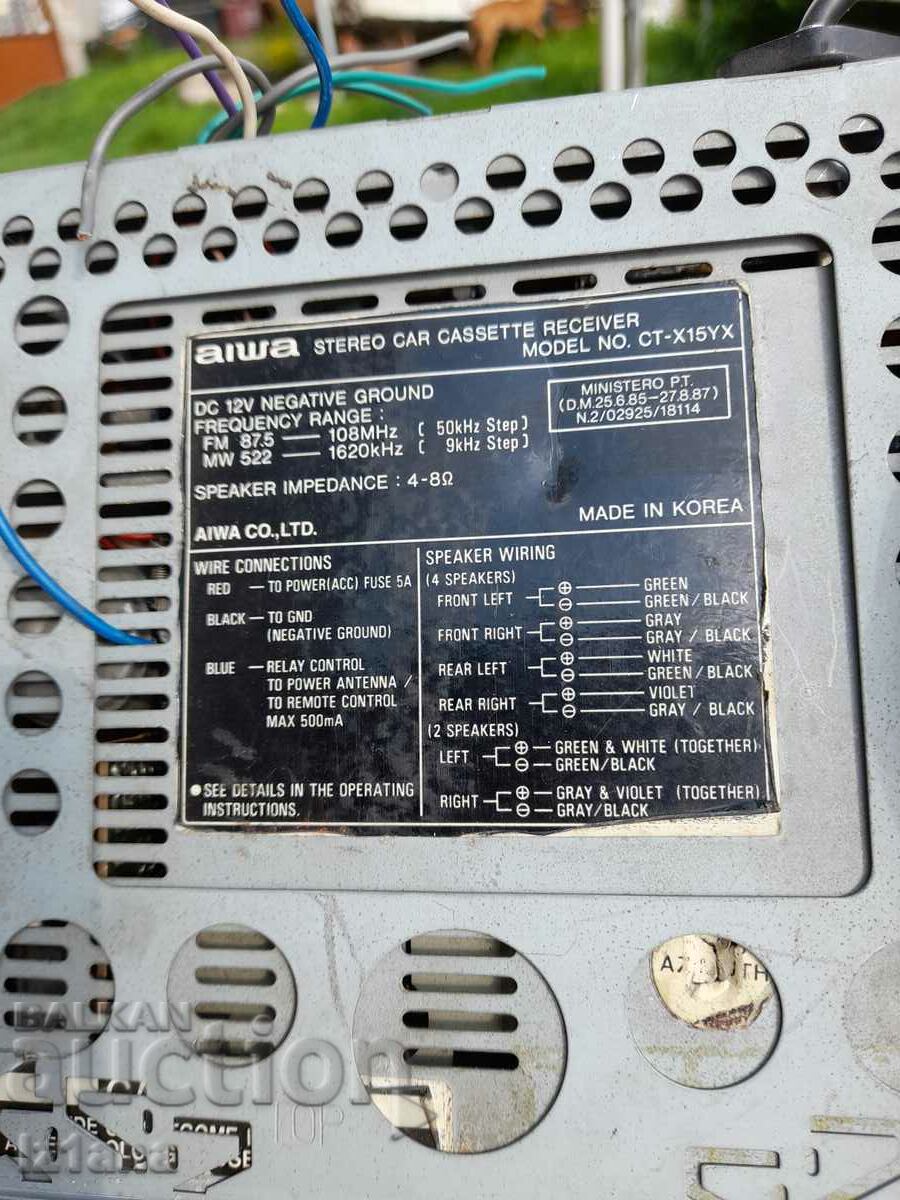 aiwa STEREO CAR CASSETTE RECEIVER
MODEL NO. CT-X15YX
DC 12V NEGATIVE GROUND
FREQUENCY RANGE :
FM 87.5 — 108MHz ( 50kHz Step)
MW 522 — 1620kHz ( 9kHz Step)
MINISTERO P.T.
(D.M.25.6.85-27.8.87)
N.2/02925/18114
SPEAKER IMPEDANCE : 4-8Ω
AIWA CO.,LTD.
MADE IN KOREA
WIRE CONNECTIONS
RED — TO POWER(ACC) FUSE 5A
BLACK — TO GND
(NEGATIVE GROUND)
BLUE — RELAY CONTROL
TO POWER ANTENNA /
TO REMOTE CONTROL
MAX 500mA
●SEE DETAILS IN THE OPERATING
INSTRUCTIONS.
SPEAKER WIRING
(4 SPEAKERS)
FRONT LEFT ⊕ — GREEN
⊖ — GREEN / BLACK
FRONT RIGHT ⊕ — GRAY
⊖ — GRAY / BLACK
REAR LEFT ⊕ — WHITE
⊖ — GREEN / BLACK
REAR RIGHT ⊕ — VIOLET
⊖ — GRAY / BLACK
(2 SPEAKERS)
LEFT ⊕ — GREEN & WHITE (TOGETHER)
⊖ — GREEN/BLACK
RIGHT ⊕ — GRAY & VIOLET (TOGETHER)
⊖ — GRAY/BLACK
BALKAN
auction
TOP
iz1ana